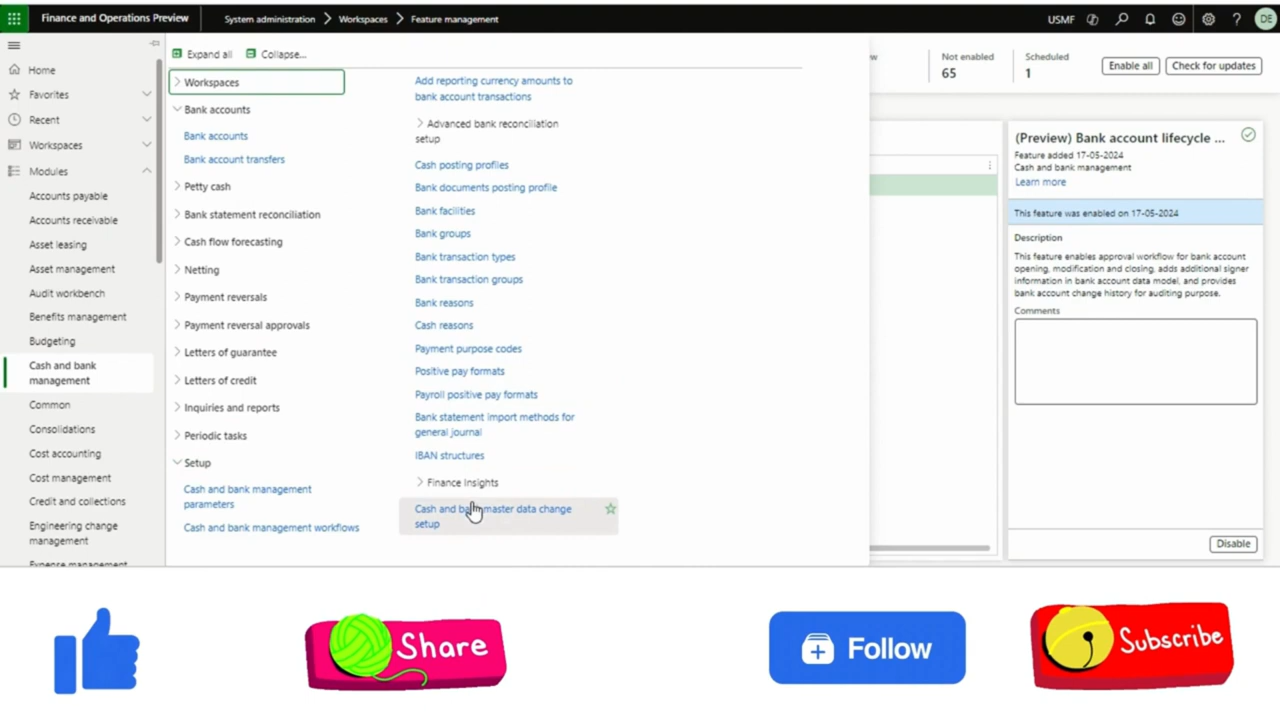 Finance and Operations Preview
System administration
Workspaces
Feature management
USMF
DE
Home
Favorites
Recent
Workspaces
Modules
Accounts payable
Accounts receivable
Asset leasing
Asset management
Audit workbench
Benefits management
Budgeting
Cash and bank
management
Common
Consolidations
Cost accounting
Cost management
Credit and collections
Engineering change
management
Expense management
Expand all
Collapse...
Workspaces
Bank accounts
Bank accounts
Bank account transfers
Petty cash
Bank statement reconciliation
Cash flow forecasting
Netting
Payment reversals
Payment reversal approvals
Letters of guarantee
Letters of credit
Inquiries and reports
Periodic tasks
Setup
Cash and bank management
parameters
Cash and bank management workflows
Add reporting currency amounts to
bank account transactions
Advanced bank reconciliation
setup
Cash posting profiles
Bank documents posting profile
Bank facilities
Bank groups
Bank transaction types
Bank transaction groups
Bank reasons
Cash reasons
Payment purpose codes
Positive pay formats
Payroll positive pay formats
Bank statement import methods for
general journal
IBAN structures
Finance Insights
Cash and bank master data change
setup
Not enabled
65
Scheduled
1
Enable all
Check for updates
(Preview) Bank account lifecycle ...
Feature added 17-05-2024
Cash and bank management
Learn more
This feature was enabled on 17-05-2024
Description
This feature enables approval workflow for bank account
opening, modification and closing, adds additional signer
information in bank account data model, and provides
bank account change history for auditing purpose.
Comments
Disable
Share
Follow
Subscribe